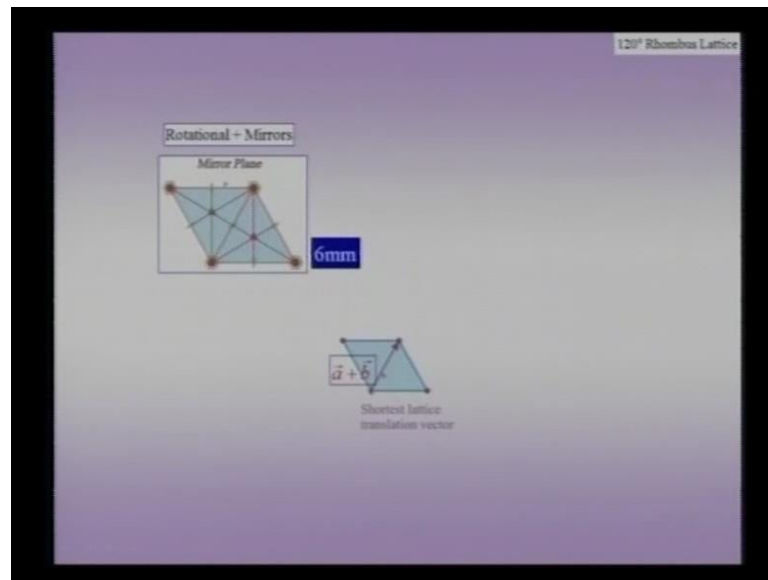 120° Rhombus Lattice
Rotational + Mirrors
Mirror Plane
6mm
a⃗ + b⃗
Shortest lattice
translation vector